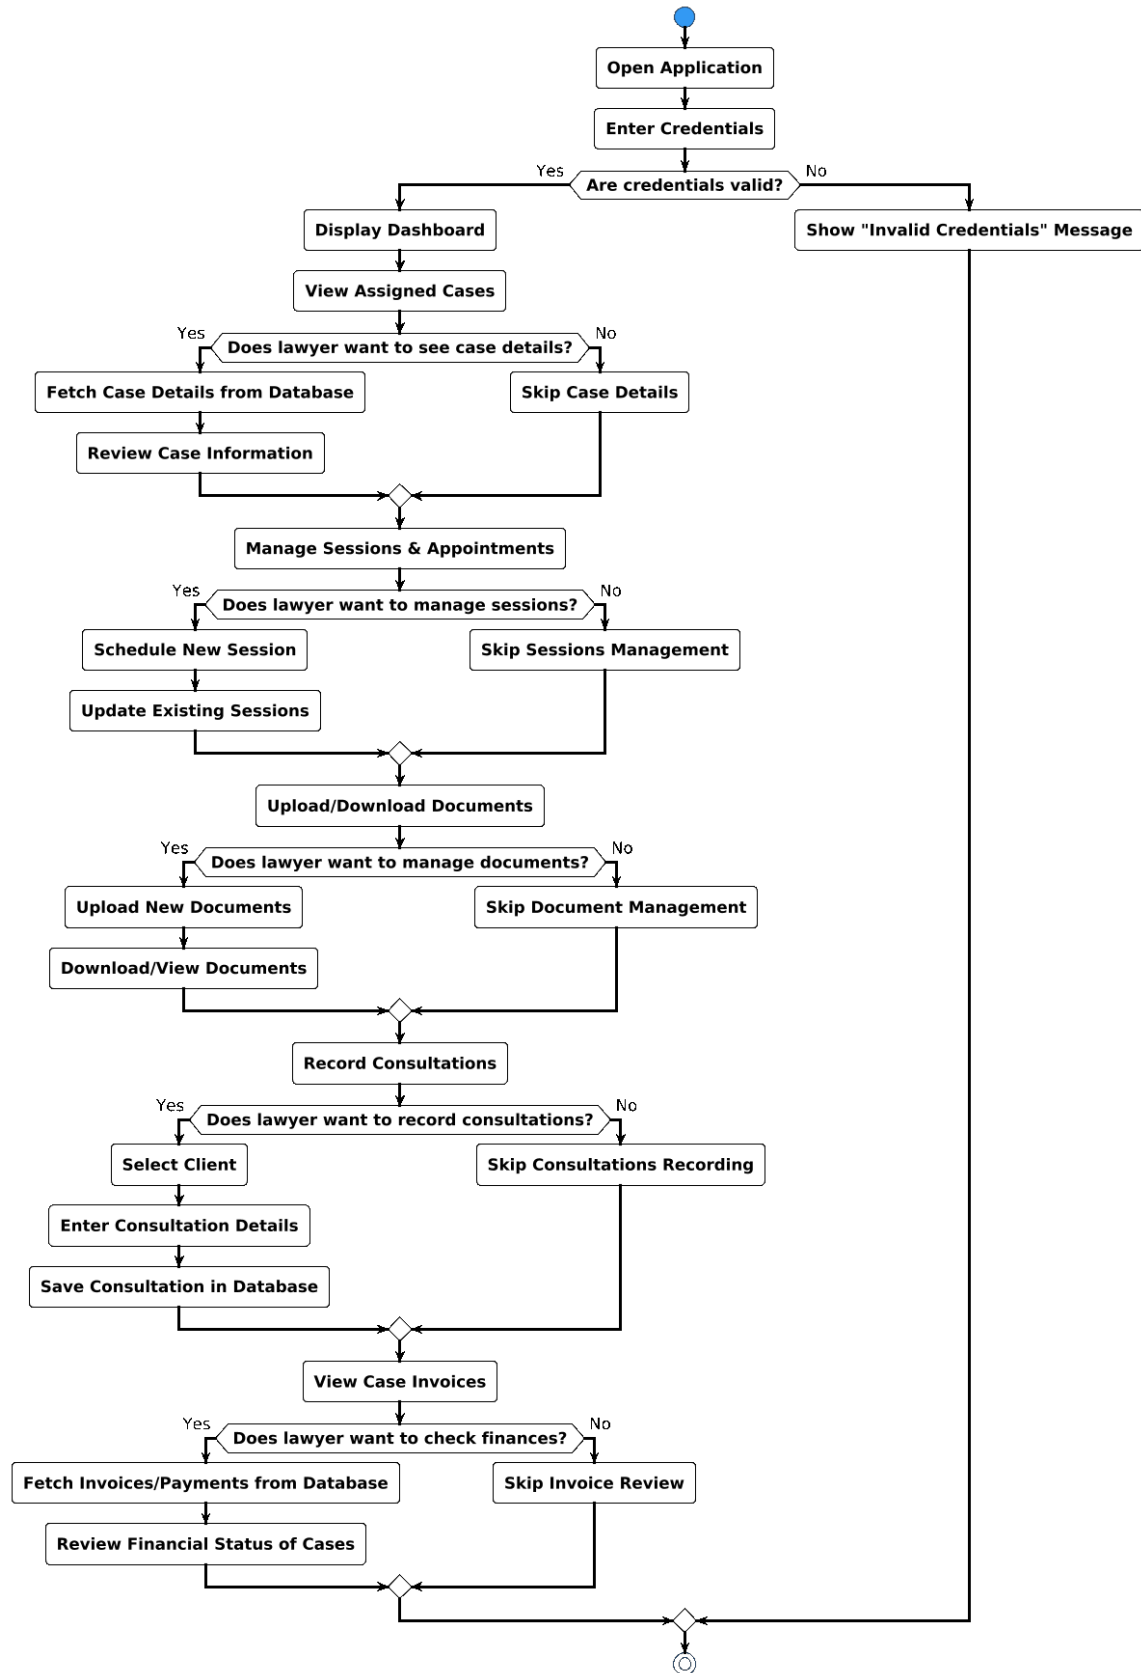 Open Application
Enter Credentials
Yes
Are credentials valid?
No
Display Dashboard
Show "Invalid Credentials" Message
View Assigned Cases
Yes
Does lawyer want to see case details?
No
Fetch Case Details from Database
Skip Case Details
Review Case Information
Manage Sessions & Appointments
Yes
Does lawyer want to manage sessions?
No
Schedule New Session
Skip Sessions Management
Update Existing Sessions
Upload/Download Documents
Yes
Does lawyer want to manage documents?
No
Upload New Documents
Skip Document Management
Download/View Documents
Record Consultations
Yes
Does lawyer want to record consultations?
No
Select Client
Skip Consultations Recording
Enter Consultation Details
Save Consultation in Database
View Case Invoices
Yes
Does lawyer want to check finances?
No
Fetch Invoices/Payments from Database
Skip Invoice Review
Review Financial Status of Cases